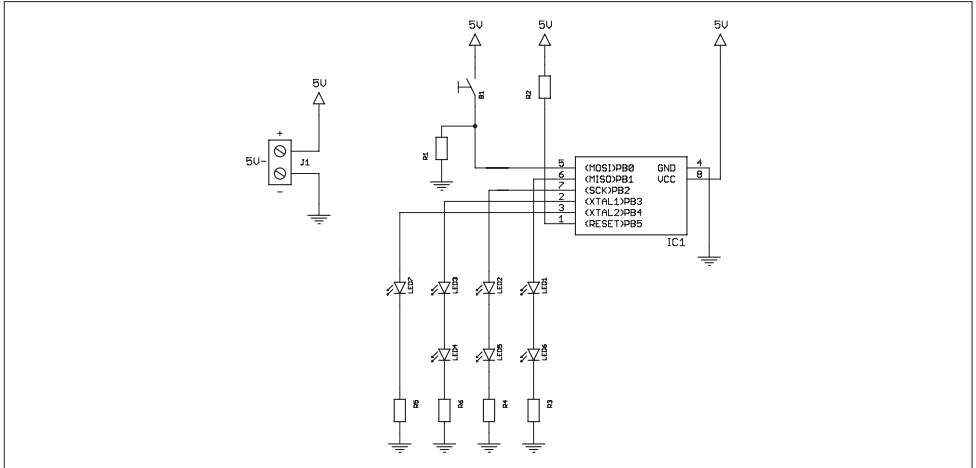 5V
5V
5V
5V
B1
R2
+
5V-
J1
-
R1
5 (MOSI)PB0 GND 4
6 (MISO)PB1 VCC 8
7 (SCK)PB2
2 (XTAL1)PB3
3 (XTAL2)PB4
1 (RESET)PB5
IC1
LED7
LED3
LED2
LED1
LED4
LED5
LED6
R5
R6
R4
R3